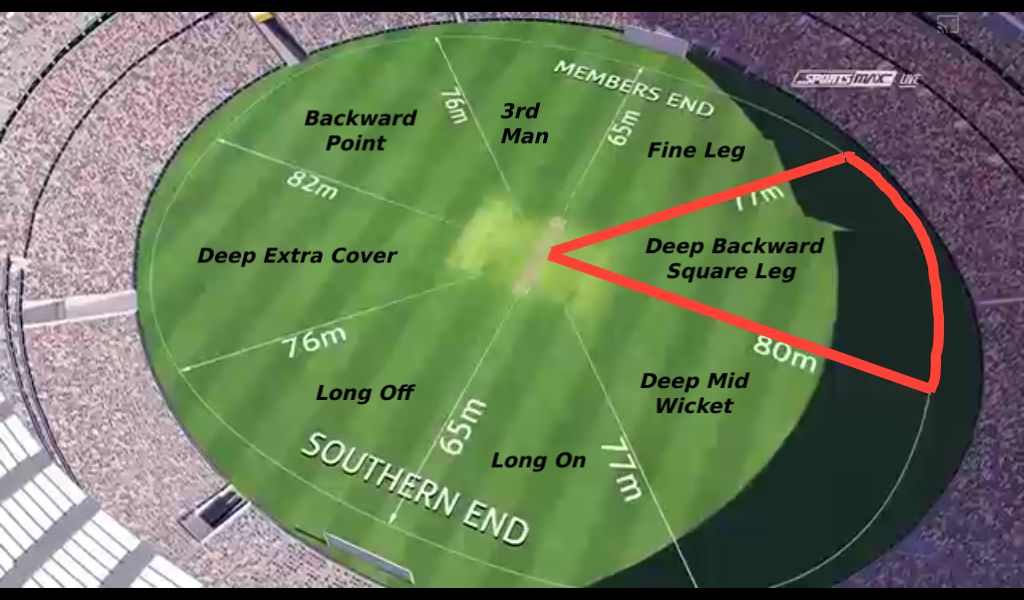 SPORTSMAX LIVE
MEMBERS END
76m
3rd
Man
65m
Backward
Point
Fine Leg
82m
77m
Deep Extra Cover
Deep Backward
Square Leg
76m
80m
Long Off
Deep Mid
Wicket
65m
SOUTHERN END
Long On
77m